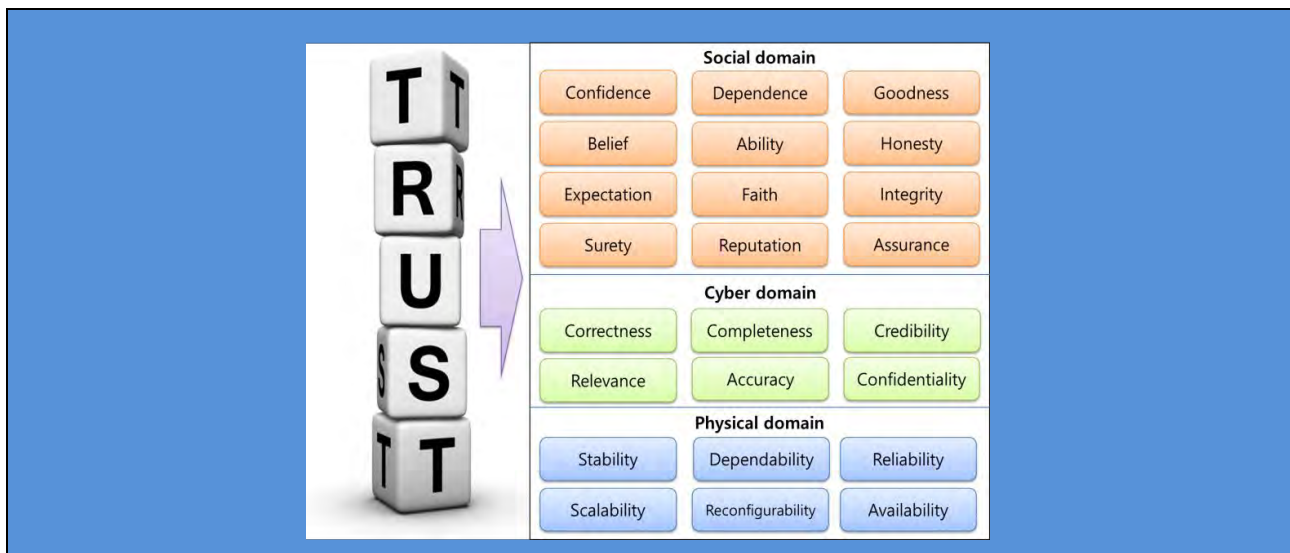 T T
R R
U
S S
T T
Social domain
Confidence Dependence Goodness
Belief Ability Honesty
Expectation Faith Integrity
Surety Reputation Assurance
Cyber domain
Correctness Completeness Credibility
Relevance Accuracy Confidentiality
Physical domain
Stability Dependability Reliability
Scalability Reconfigurability Availability